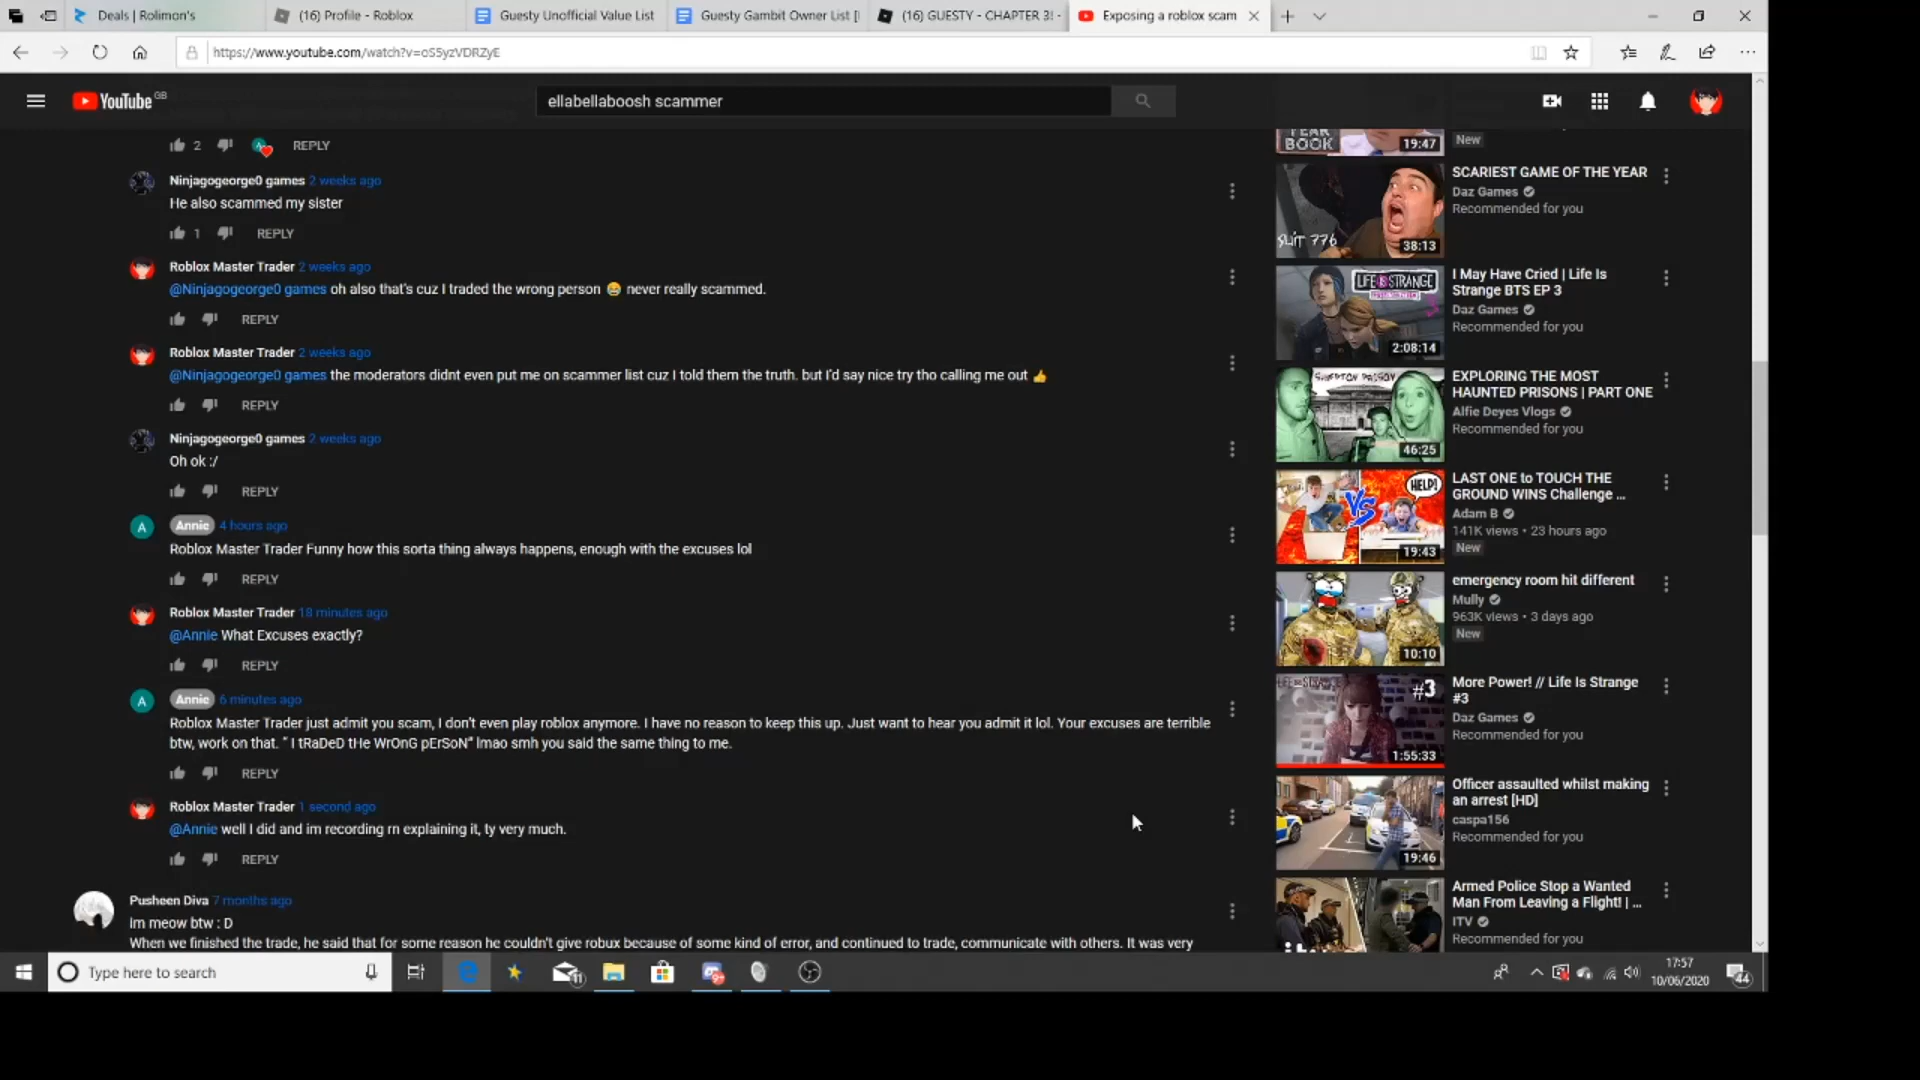 Deals | Rolimon's
(16) Profile - Roblox
Guesty Unofficial Value List
Guesty Gambit Owner List [
(16) GUESTY - CHAPTER 3! -
Exposing a roblox scam
https://www.youtube.com/watch?v=oS5yzVDRZyE
YouTube GB
ellabellaboosh scammer
2 REPLY
Ninjagogeorge0 games 2 weeks ago
He also scammed my sister
1 REPLY
Roblox Master Trader 2 weeks ago
@Ninjagogeorge0 games oh also that's cuz I traded the wrong person 😂 never really scammed.
REPLY
Roblox Master Trader 2 weeks ago
@Ninjagogeorge0 games the moderators didnt even put me on scammer list cuz I told them the truth. but I'd say nice try tho calling me out 👍
REPLY
Ninjagogeorge0 games 2 weeks ago
Oh ok :/
REPLY
A
Annie 4 hours ago
Roblox Master Trader Funny how this sorta thing always happens, enough with the excuses lol
REPLY
Roblox Master Trader 18 minutes ago
@Annie What Excuses exactly?
REPLY
A
Annie 6 minutes ago
Roblox Master Trader just admit you scam, I don't even play roblox anymore. I have no reason to keep this up. Just want to hear you admit it lol. Your excuses are terrible
btw, work on that. " I tRaDeD tHe WrOnG pErSoN" lmao smh you said the same thing to me.
REPLY
Roblox Master Trader 1 second ago
@Annie well I did and im recording rn explaining it, ty very much.
REPLY
Pusheen Diva 7 months ago
Im meow btw : D
When we finished the trade, he said that for some reason he couldn't give robux because of some kind of error, and continued to trade, communicate with others. It was very
YEAR
BOOK
19:47
New
SUIT 776
38:13
SCARIEST GAME OF THE YEAR
Daz Games
Recommended for you
LIFE IS STRANGE
2:08:14
I May Have Cried | Life Is
Strange BTS EP 3
Daz Games
Recommended for you
46:25
EXPLORING THE MOST
HAUNTED PRISONS | PART ONE
Alfie Deyes Vlogs
Recommended for you
VS
HELP!
19:43
LAST ONE to TOUCH THE
GROUND WINS Challenge ...
Adam B
141K views • 23 hours ago
New
10:10
emergency room hit different
Mully
963K views • 3 days ago
New
LIFE IS STRANGE
#3
1:55:33
More Power! // Life Is Strange
#3
Daz Games
Recommended for you
19:46
Officer assaulted whilst making
an arrest [HD]
caspa156
Recommended for you
Armed Police Stop a Wanted
Man From Leaving a Flight! | ...
ITV
Recommended for you
Type here to search
11
9+
17:57
10/06/2020
44